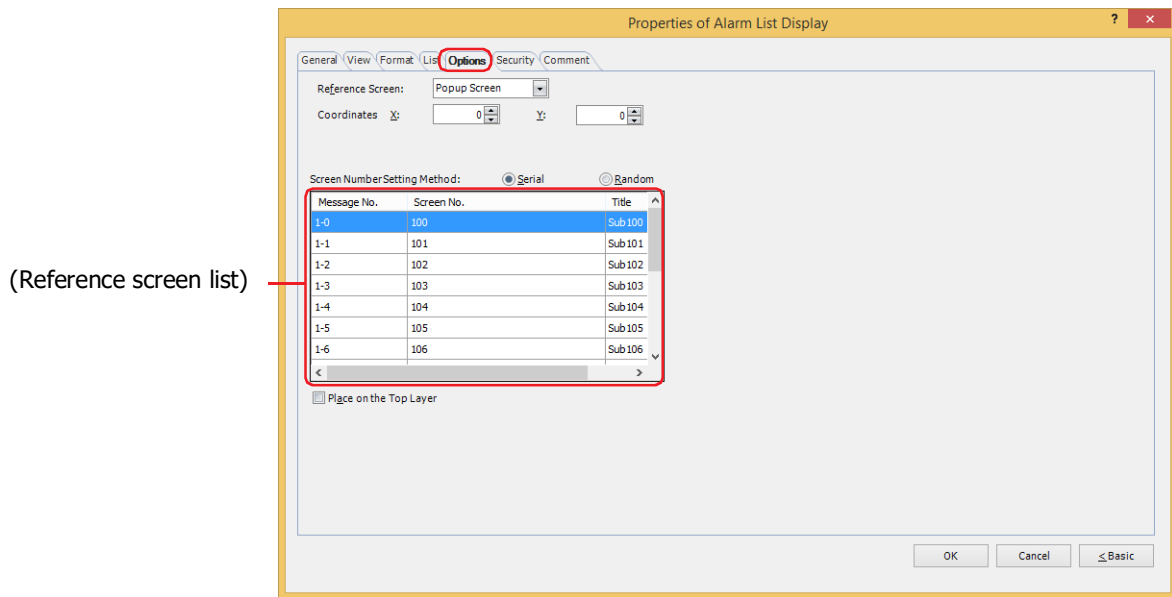 Properties of Alarm List Display ? ×
General View Format List Options Security Comment
Reference Screen: Popup Screen
Coordinates X: 0 Y: 0
Screen Number Setting Method: Serial Random
Message No. Screen No. Title
1-0 100 Sub100
1-1 101 Sub101
1-2 102 Sub102
(Reference screen list)
1-3 103 Sub103
1-4 104 Sub104
1-5 105 Sub105
1-6 106 Sub106
Place on the Top Layer
OK Cancel < Basic